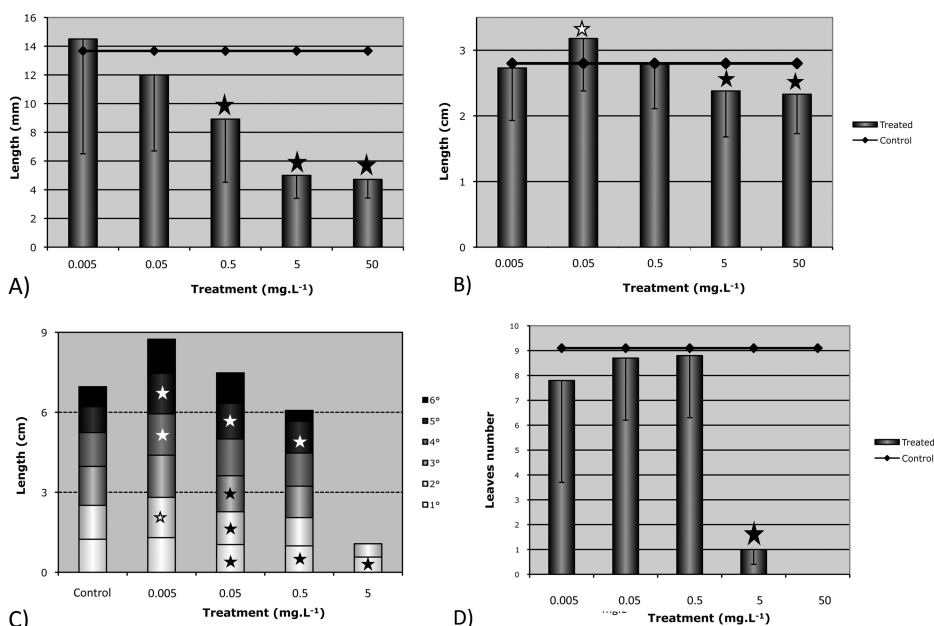 16
14
12
10
8
6
4
2
0
Length (mm)
0.005 0.05 0.5 5 50
Treatment (mg.L⁻¹)
A)
3
2
1
0
Length (cm)
0.005 0.05 0.5 5 50
Treatment (mg.L⁻¹)
B)
Treated
Control
9
6
3
0
Length (cm)
Control 0.005 0.05 0.5 5
Treatment (mg.L⁻¹)
C)
6°
5°
4°
3°
2°
1°
10
9
8
7
6
5
4
3
2
1
0
Leaves number
0.005 0.05 0.5 5 50
Treatment (mg.L⁻¹)
D)
Treated
Control